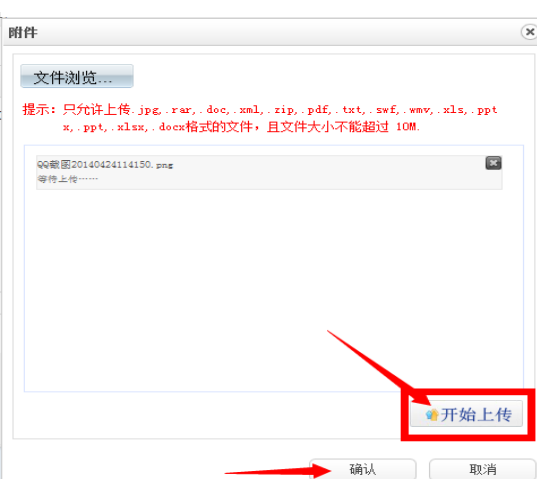 附件
文件浏览...
提示: 只允许上传.jpg,.rar,.doc,.xml,.zip,.pdf,.txt,.swf,.wmv,.xls,.ppt
x,.ppt,.xlsx,.docx格式的文件，且文件大小不能超过 10M.
QQ截图20140424114150.png
等待上传……
开始上传
确认
取消